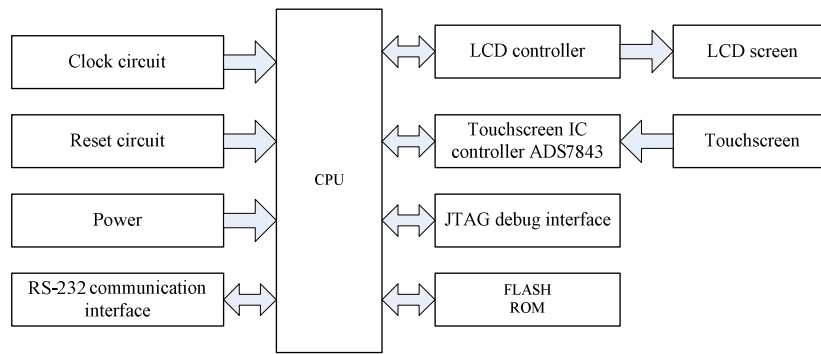 Clock circuit
LCD controller
LCD screen
Reset circuit
Touchscreen IC
controller ADS7843
Touchscreen
CPU
Power
JTAG debug interface
RS-232 communication
interface
FLASH
ROM